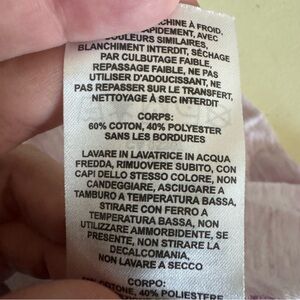 MACHINE À FROID,
RAPIDEMENT, AVEC
COULEURS SIMILAIRES,
BLANCHIMENT INTERDIT, SÉCHAGE
PAR CULBUTAGE FAIBLE,
REPASSAGE FAIBLE, NE PAS
UTILISER D'ADOUCISSANT, NE
PAS REPASSER SUR LE TRANSFERT,
NETTOYAGE À SEC INTERDIT
CORPS:
60% COTON, 40% POLYESTER
SANS LES BORDURES
LAVARE IN LAVATRICE IN ACQUA
FREDDA, RIMUOVERE SUBITO, CON
CAPI DELLO STESSO COLORE, NON
CANDEGGIARE, ASCIUGARE A
TAMBURO A TEMPERATURA BASSA,
STIRARE CON FERRO A
TEMPERATURA BASSA, NON
UTILIZZARE AMMORBIDENTE, SE
PRESENTE, NON STIRARE LA
DECALCOMANIA,
NON LAVARE A SECCO
CORPO:
COTONE, 40% POLIESTERE